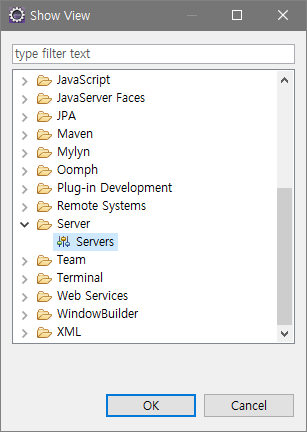 Show View
type filter text
JavaScript
JavaServer Faces
JPA
Maven
Mylyn
Oomph
Plug-in Development
Remote Systems
Server
Servers
Team
Terminal
Web Services
WindowBuilder
XML
OK
Cancel